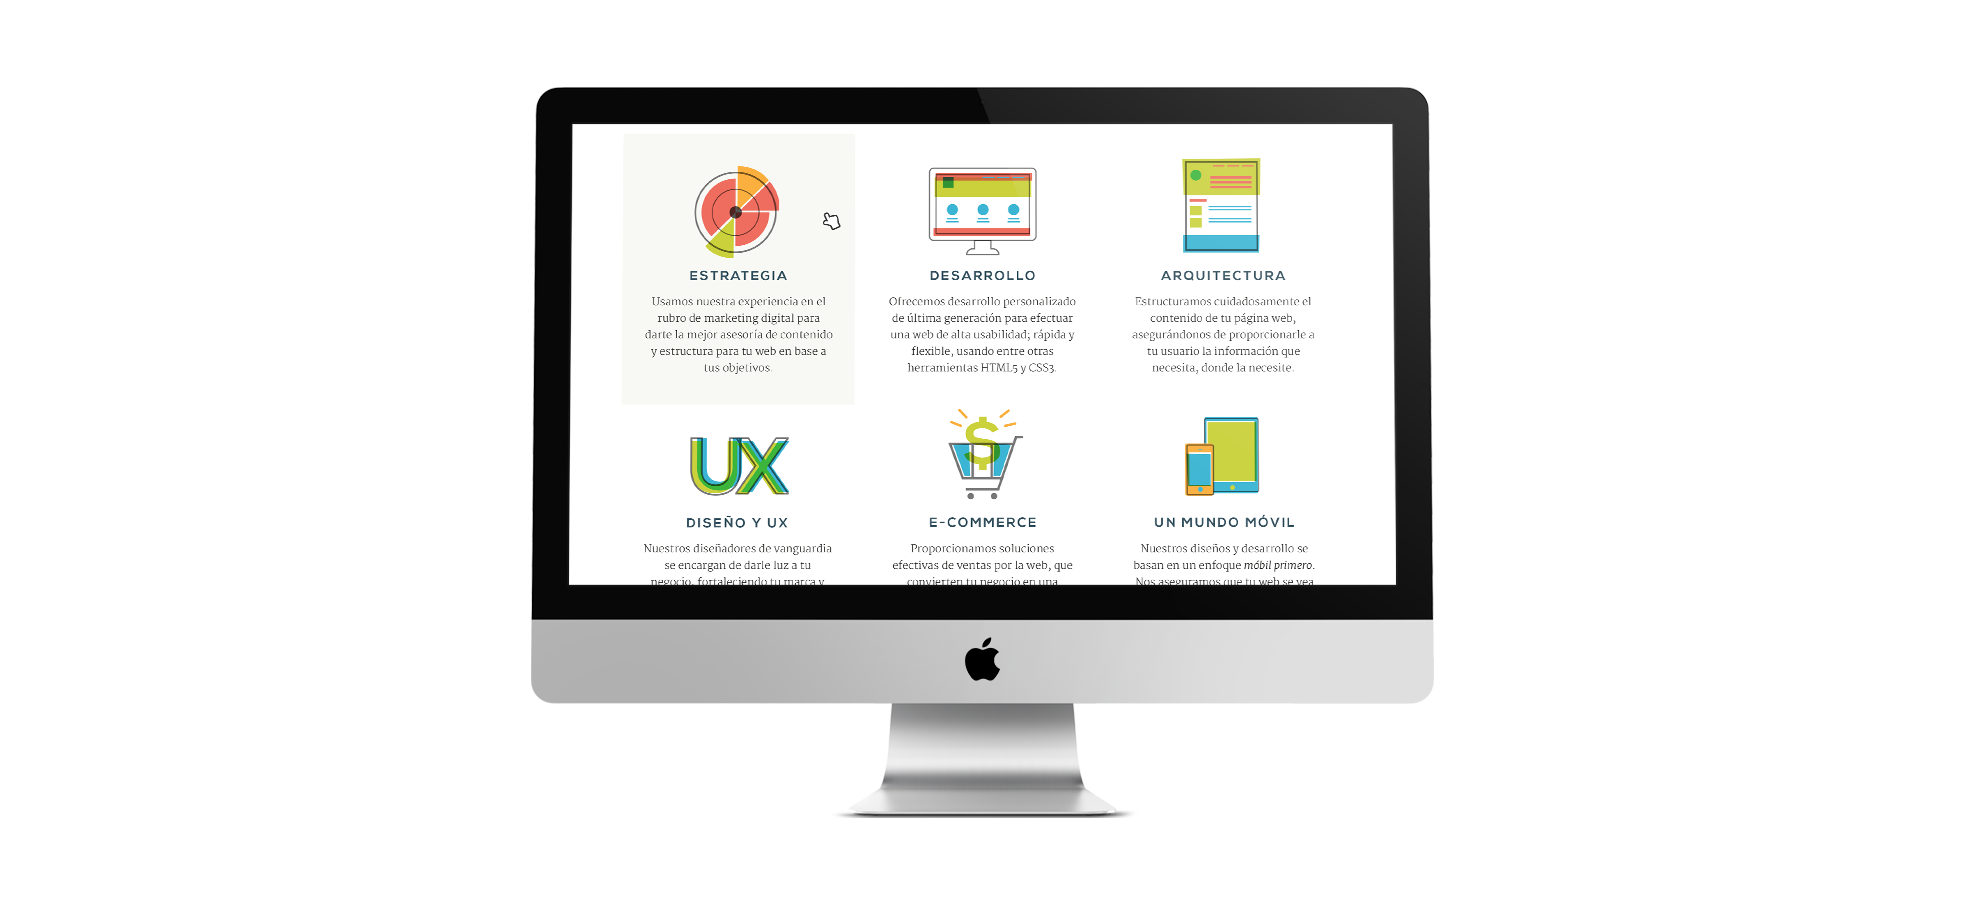 ESTRATEGIA
Usamos nuestra experiencia en el
rubro de marketing digital para
darte la mejor asesoría de contenido
y estructura para tu web en base a
tus objetivos.
DESARROLLO
Ofrecemos desarrollo personalizado
de última generación para efectuar
una web de alta usabilidad; rápida y
flexible, usando entre otras
herramientas HTML5 y CSS3.
ARQUITECTURA
Estructuramos cuidadosamente el
contenido de tu página web,
asegurándonos de proporcionarle a
tu usuario la información que
necesita, donde la necesite.
UX
DISEÑO Y UX
Nuestros diseñadores de vanguardia
se encargan de darle luz a tu
negocio, fortaleciendo tu marca y
$
E-COMMERCE
Proporcionamos soluciones
efectivas de ventas por la web, que
convierten tu negocio en una
UN MUNDO MÓVIL
Nuestros diseños y desarrollo se
basan en un enfoque móbil primero.
Nos aseguramos que tu web se vea